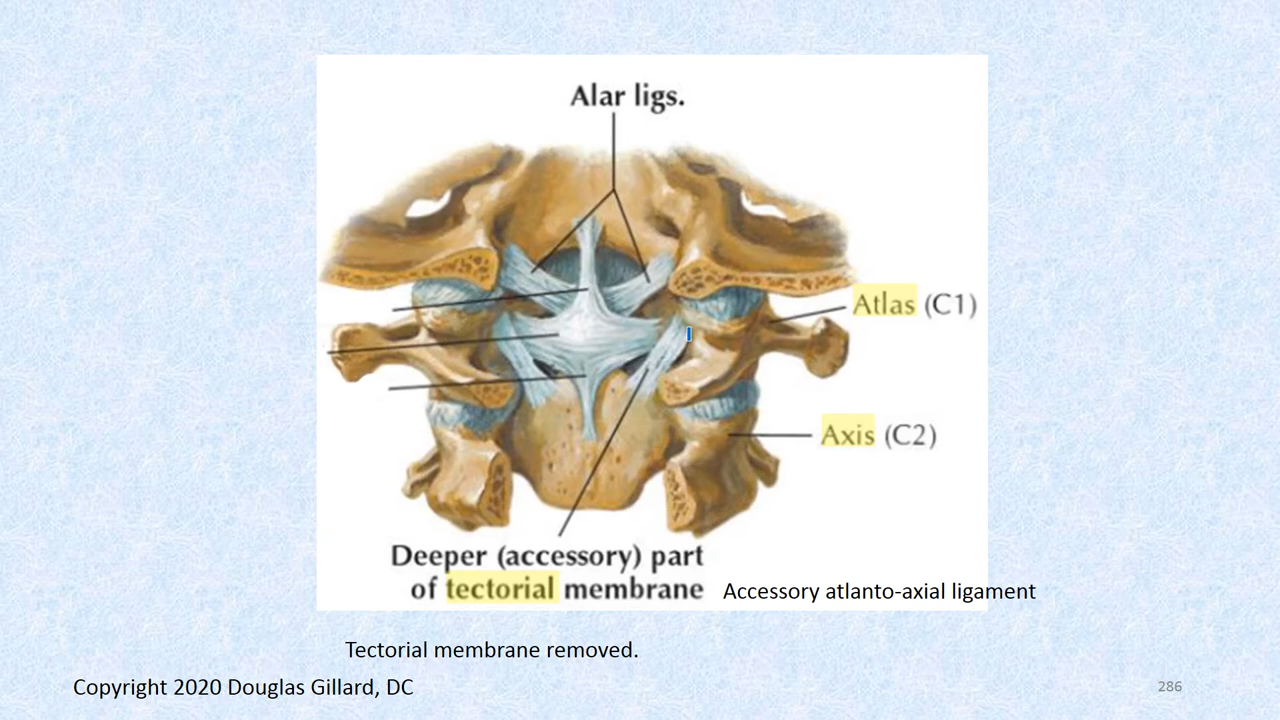 Alar ligs.
Atlas (C1)
Axis (C2)
Deeper (accessory) part
of tectorial membrane
Accessory atlanto-axial ligament
Tectorial membrane removed.
Copyright 2020 Douglas Gillard, DC
286